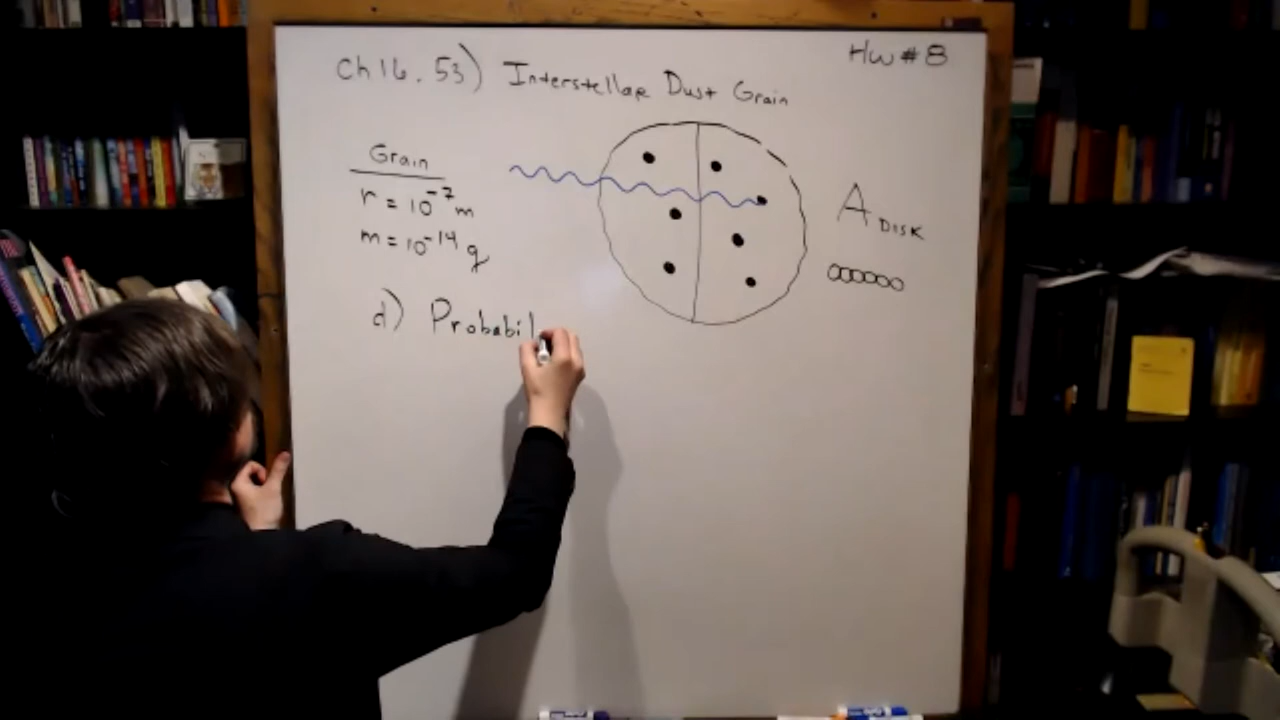 HW #8
Ch 16. 53) Interstellar Dust Grain
Grain
r = 10⁻⁷ m
m = 10⁻¹⁴ g
A DISK
d) Probabil